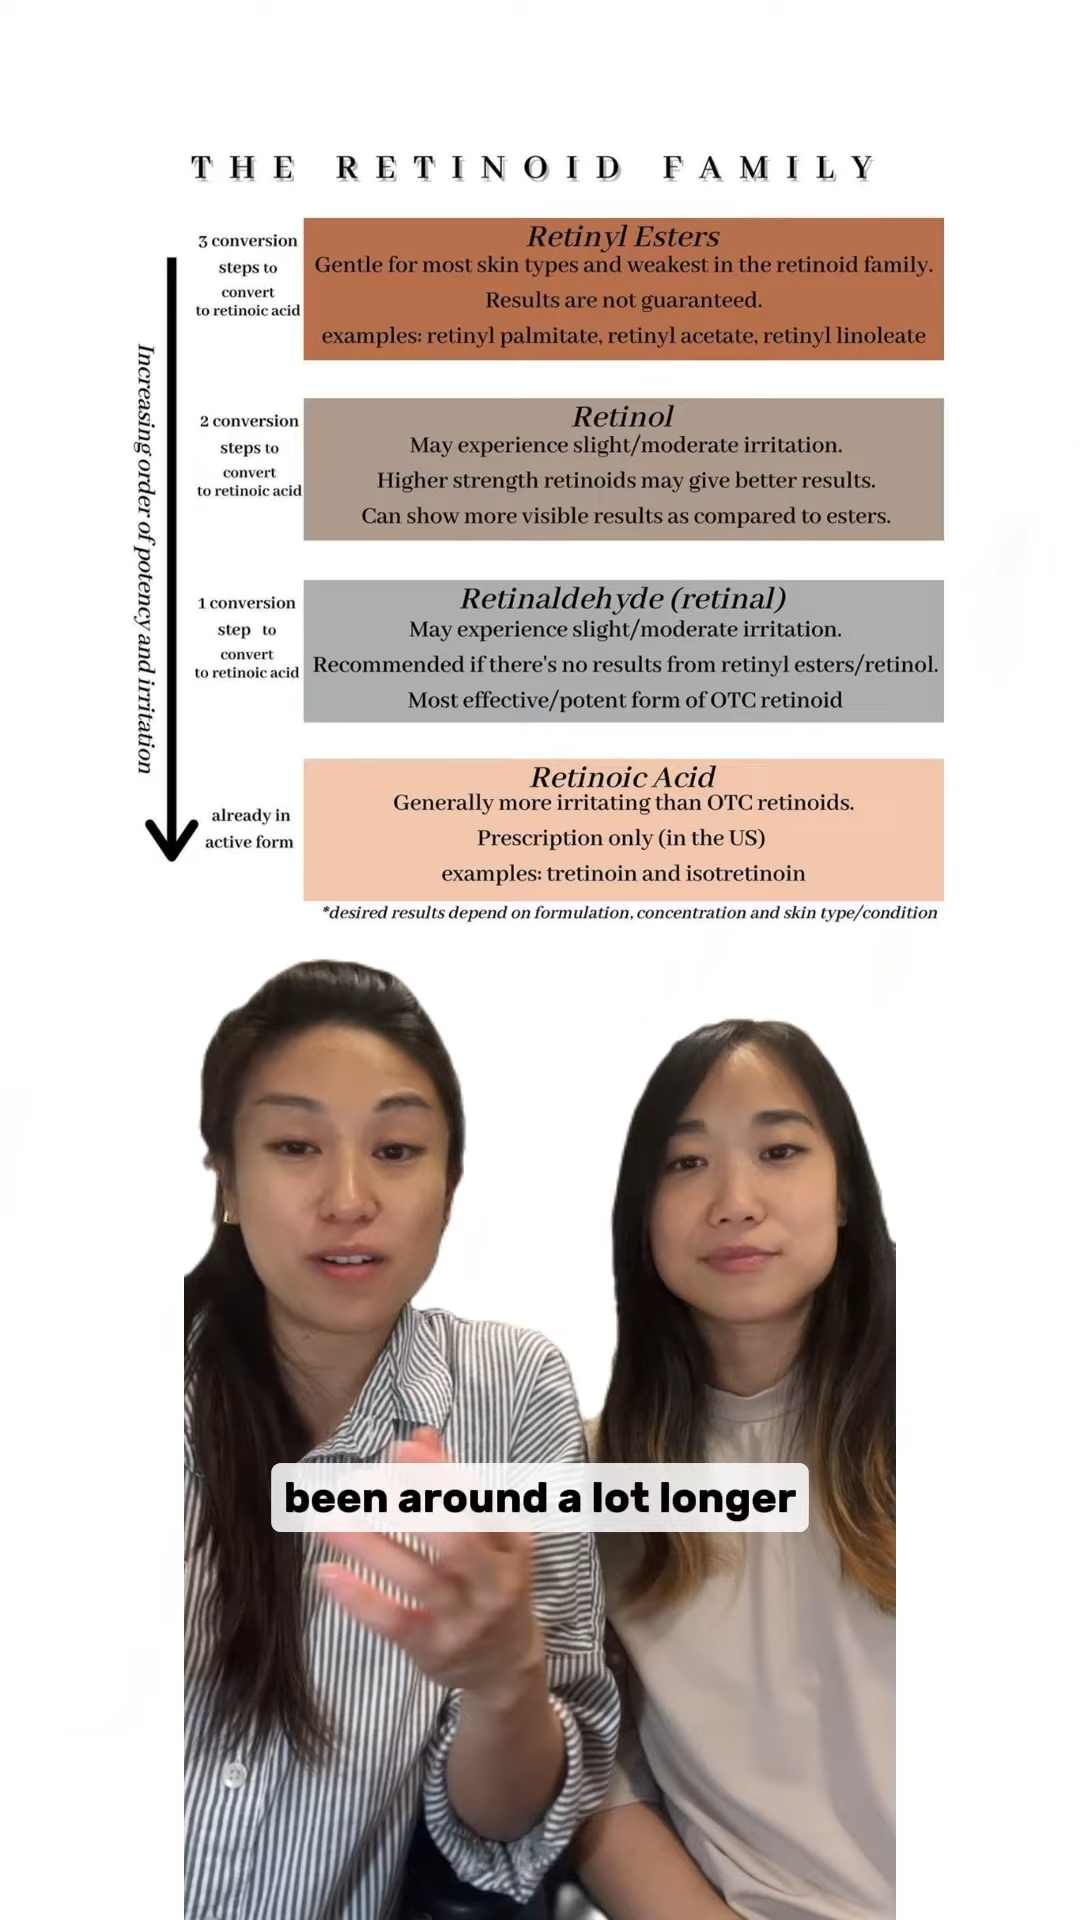 THE RETINOID FAMILY
3 conversion
steps to
convert
to retinoic acid
Retinyl Esters
Gentle for most skin types and weakest in the retinoid family.
Results are not guaranteed.
examples: retinyl palmitate, retinyl acetate, retinyl linoleate
Increasing order of potency and irritation
2 conversion
steps to
convert
to retinoic acid
Retinol
May experience slight/moderate irritation.
Higher strength retinoids may give better results.
Can show more visible results as compared to esters.
1 conversion
step to
convert
to retinoic acid
Retinaldehyde (retinal)
May experience slight/moderate irritation.
Recommended if there's no results from retinyl esters/retinol.
Most effective/potent form of OTC retinoid
already in
active form
Retinoic Acid
Generally more irritating than OTC retinoids.
Prescription only (in the US)
examples: tretinoin and isotretinoin
*desired results depend on formulation, concentration and skin type/condition
been around a lot longer